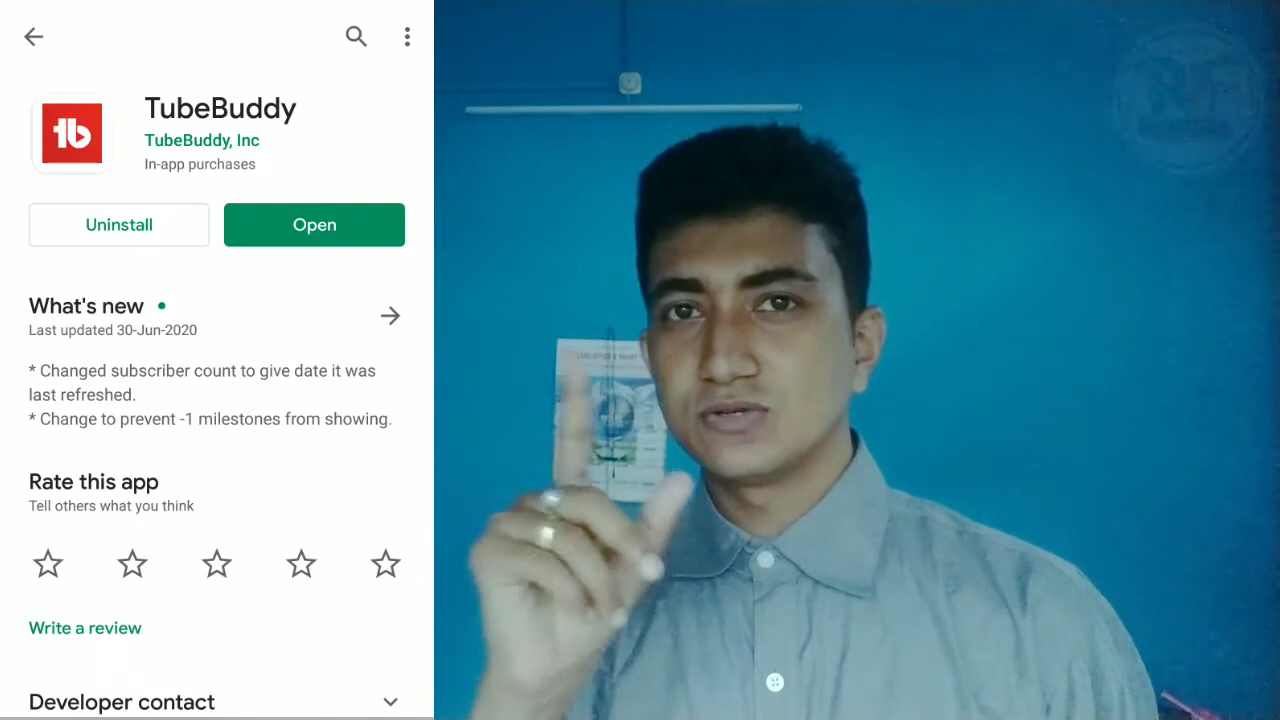 TubeBuddy
TubeBuddy, Inc
In-app purchases
Uninstall
Open
What's new
Last updated 30-Jun-2020
* Changed subscriber count to give date it was
last refreshed.
* Change to prevent -1 milestones from showing.
Rate this app
Tell others what you think
Write a review
Developer contact